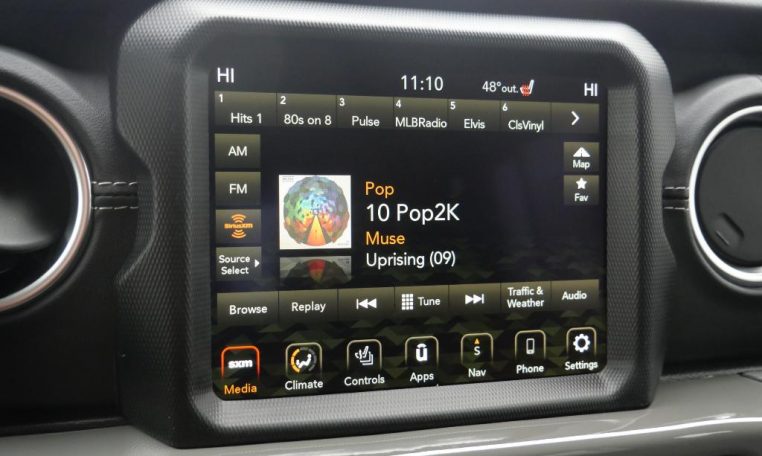 HI 11:10 48°out. HI
1 Hits 1
2 80s on 8
3 Pulse
4 MLBRadio
5 Elvis
6 ClsVinyl
AM
Map
FM
Fav
siriusxm
Source
Select
Pop
10 Pop2K
Muse
Uprising (09)
Browse
Replay
Tune
Traffic &
Weather
Audio
sxm
Media
Climate
Controls
u
Apps
S
Nav
Phone
Settings